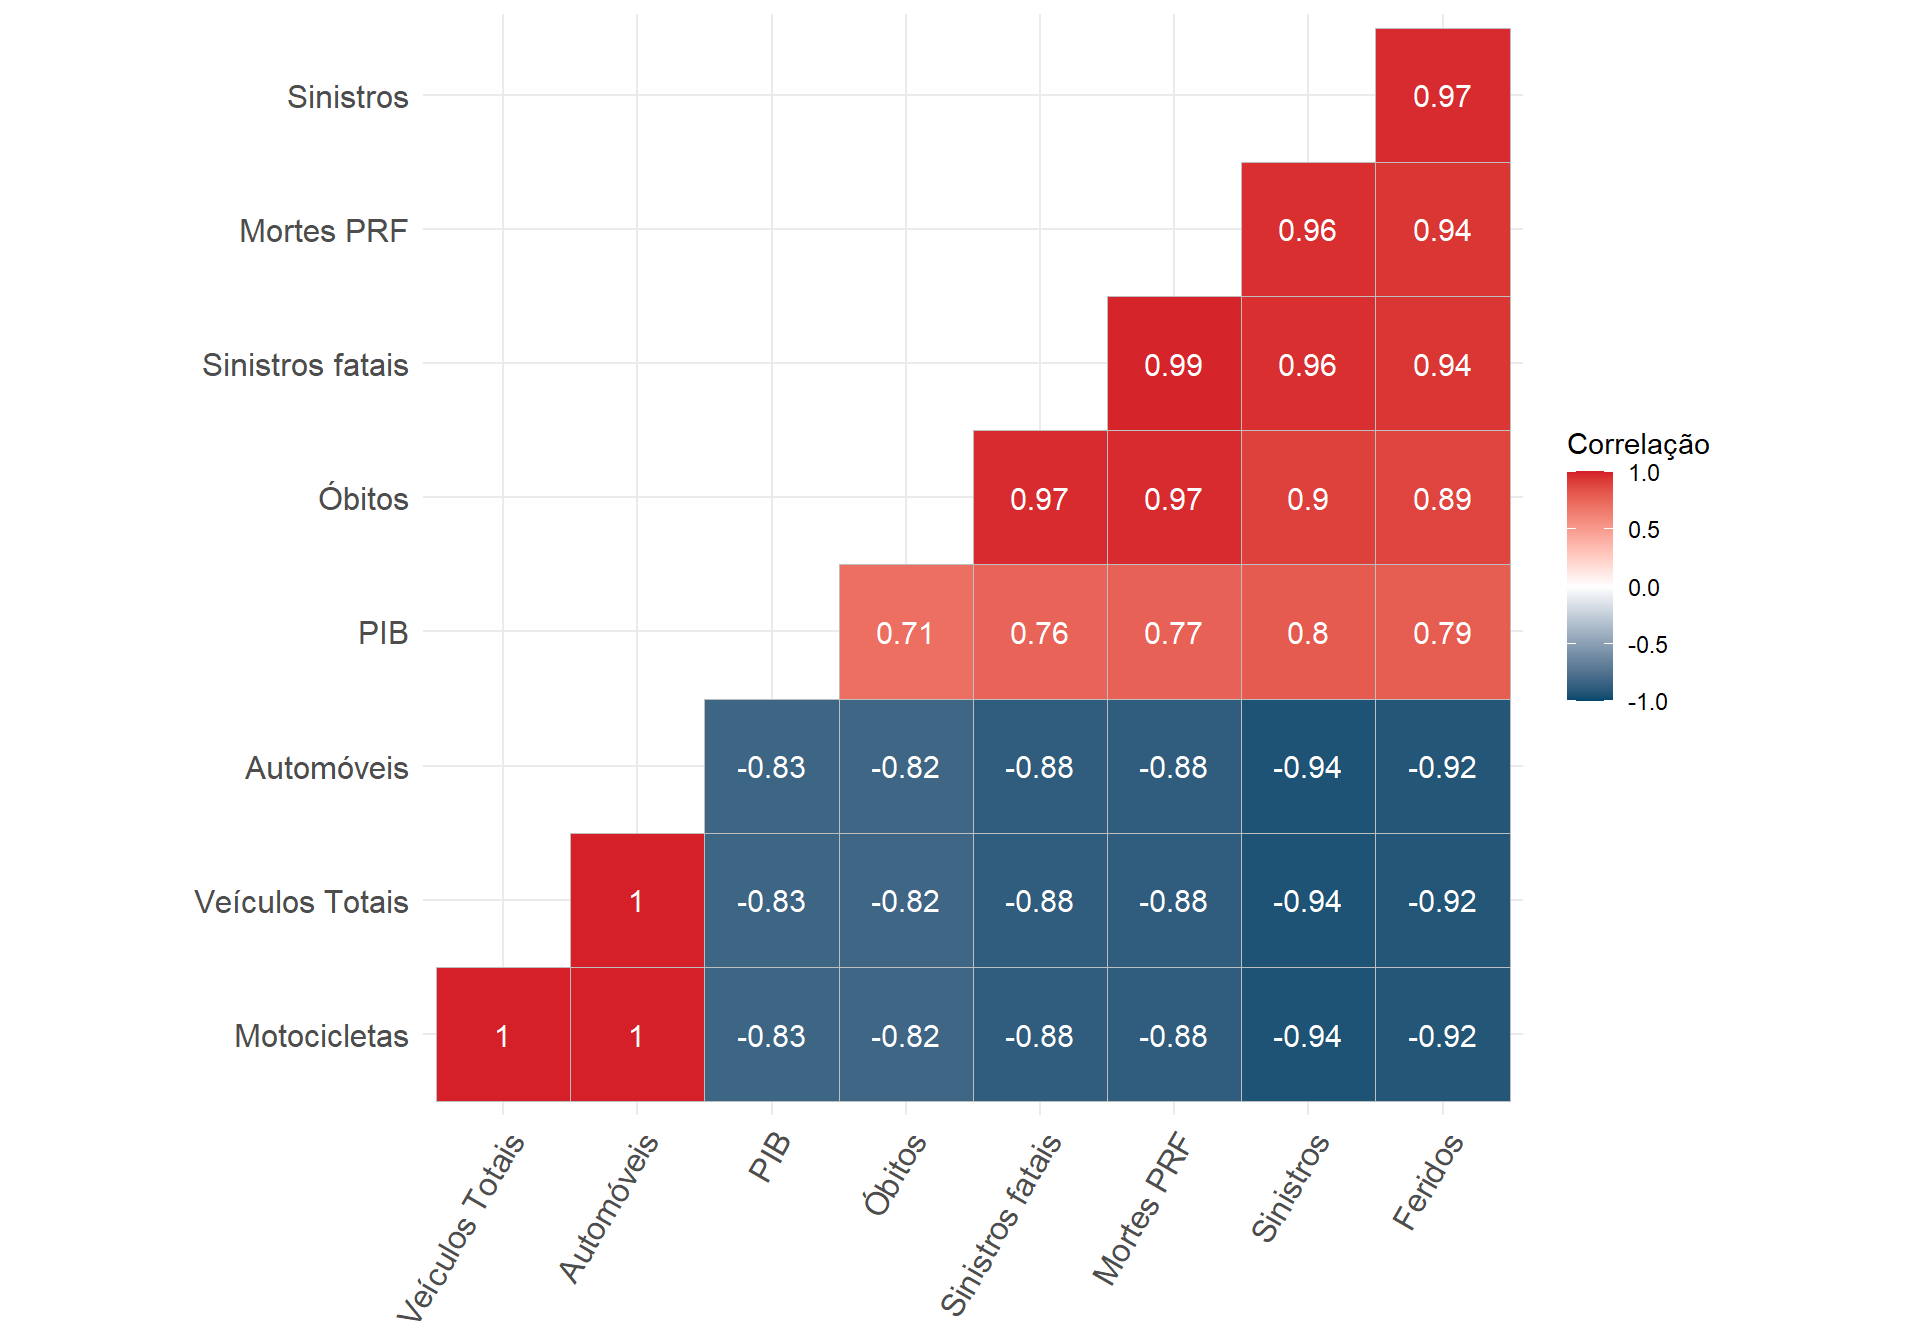 Sinistros 0.97
Mortes PRF 0.96 0.94
Sinistros fatais 0.99 0.96 0.94
Óbitos 0.97 0.97 0.9 0.89
PIB 0.71 0.76 0.77 0.8 0.79
Automóveis -0.83 -0.82 -0.88 -0.88 -0.94 -0.92
Veículos Totais 1 -0.83 -0.82 -0.88 -0.88 -0.94 -0.92
Motocicletas 1 1 -0.83 -0.82 -0.88 -0.88 -0.94 -0.92
Veículos Totais
Automóveis
PIB
Óbitos
Sinistros fatais
Mortes PRF
Sinistros
Feridos
Correlação
1.0
0.5
0.0
-0.5
-1.0